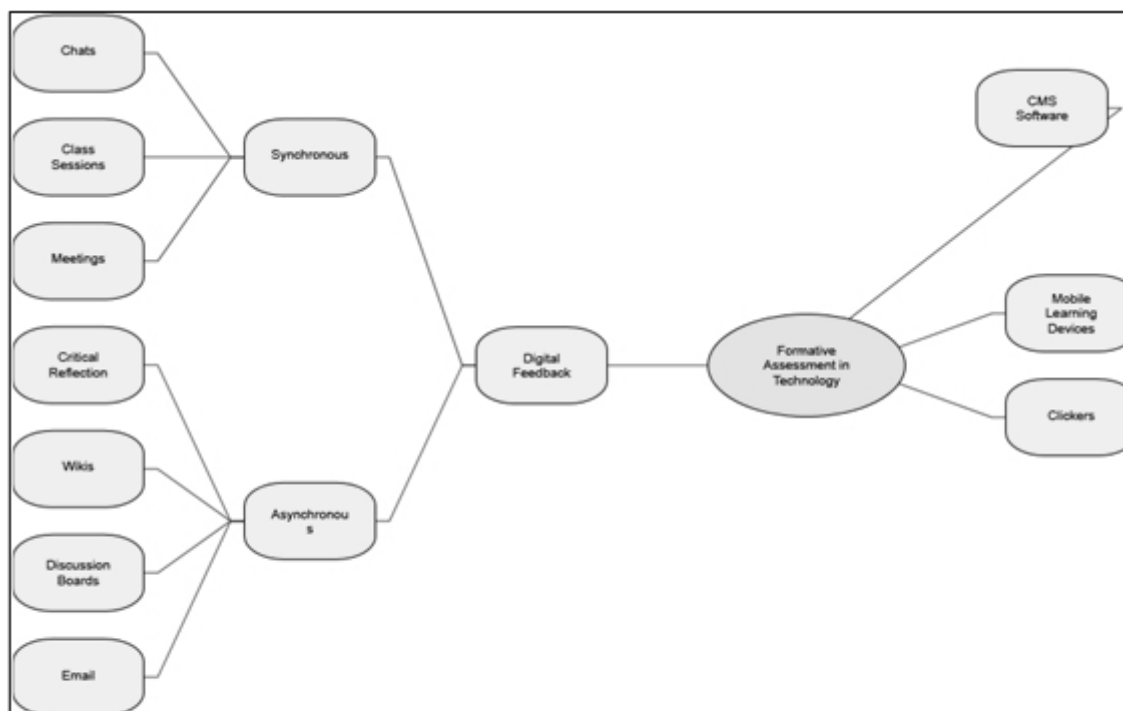 Chats
Class
Sessions
Meetings
Critical
Reflection
Wikis
Discussion
Boards
Email
Synchronous
Asynchronou
s
Digital
Feedback
Formative
Assessment in
Technology
CMS
Software
Mobile
Learning
Devices
Clickers